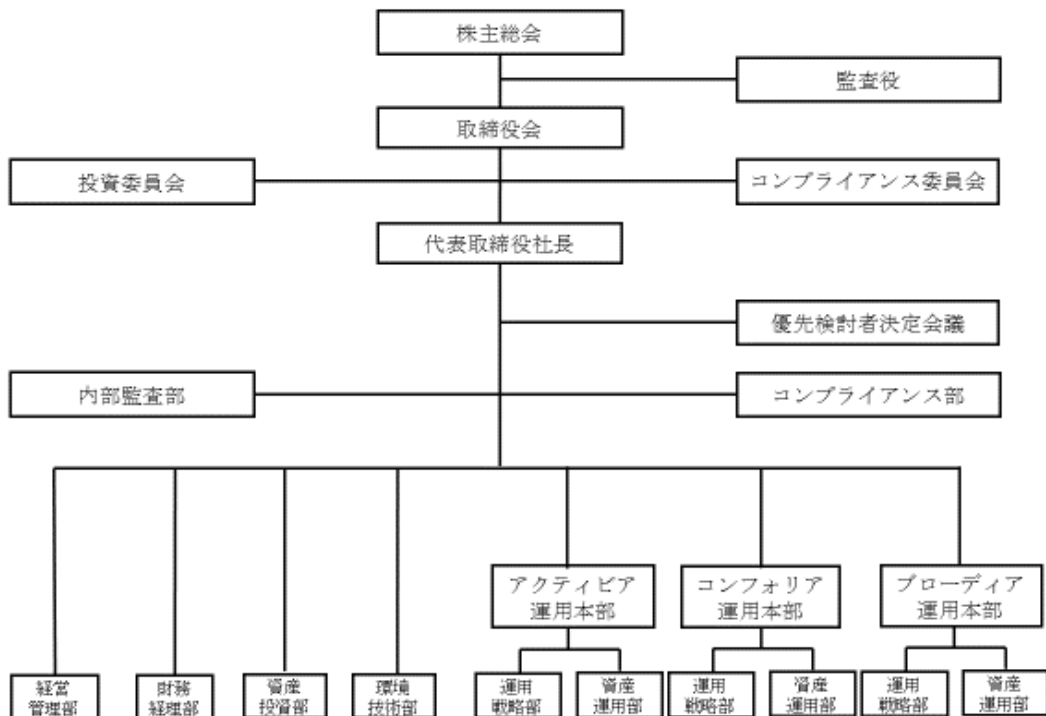 株主総会
監査役
取締役会
投資委員会
コンプライアンス委員会
代表取締役社長
優先検討者決定会議
内部監査部
コンプライアンス部
アクティビア
運用本部
コンフォリア
運用本部
ブローディア
運用本部
経営
管理部
財務
経理部
資産
投資部
環境
技術部
運用
戦略部
資産
運用部
運用
戦略部
資産
運用部
運用
戦略部
資産
運用部